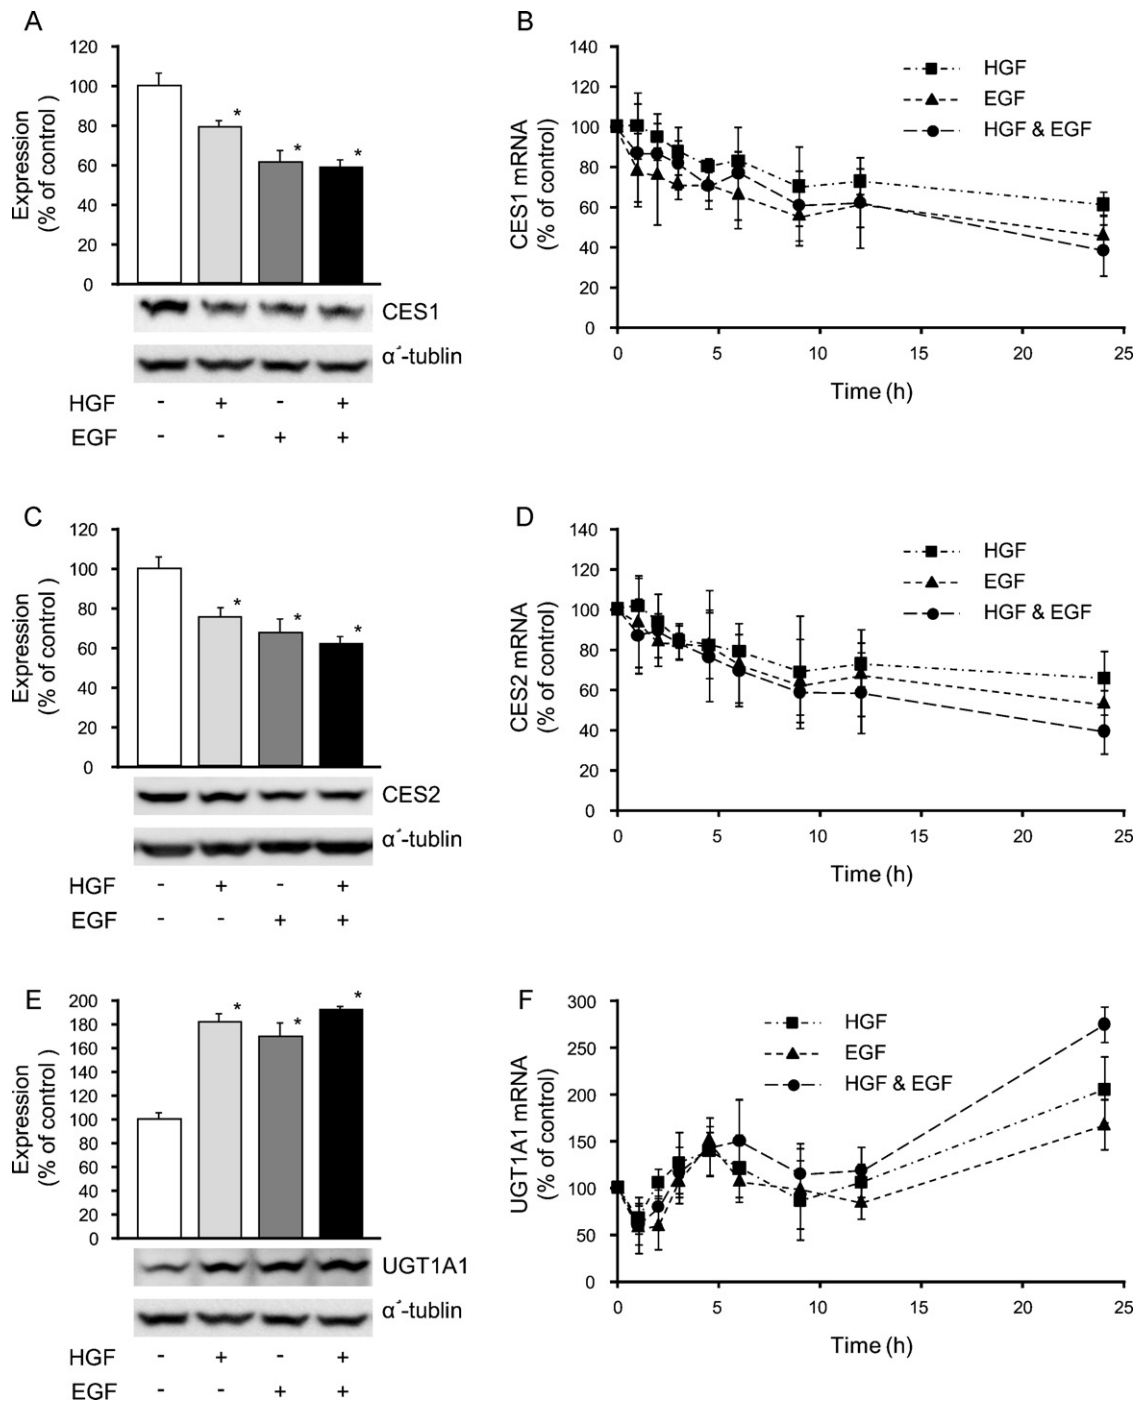 A
Expression
(% of control )
120
100
80
60
40
20
0
* * *
CES1
α´-tublin
HGF - + - +
EGF - - + +
B
CES1 mRNA
(% of control)
140
120
100
80
60
40
20
0
HGF
EGF
HGF & EGF
0 5 10 15 20 25
Time (h)
C
Expression
(% of control )
120
100
80
60
40
20
0
* * *
CES2
α´-tublin
HGF - + - +
EGF - - + +
D
CES2 mRNA
(% of control)
140
120
100
80
60
40
20
0
HGF
EGF
HGF & EGF
0 5 10 15 20 25
Time (h)
E
Expression
(% of control )
200
180
160
140
120
100
80
60
40
20
0
* * *
UGT1A1
α´-tublin
HGF - + - +
EGF - - + +
F
UGT1A1 mRNA
(% of control)
300
250
200
150
100
50
0
HGF
EGF
HGF & EGF
0 5 10 15 20 25
Time (h)